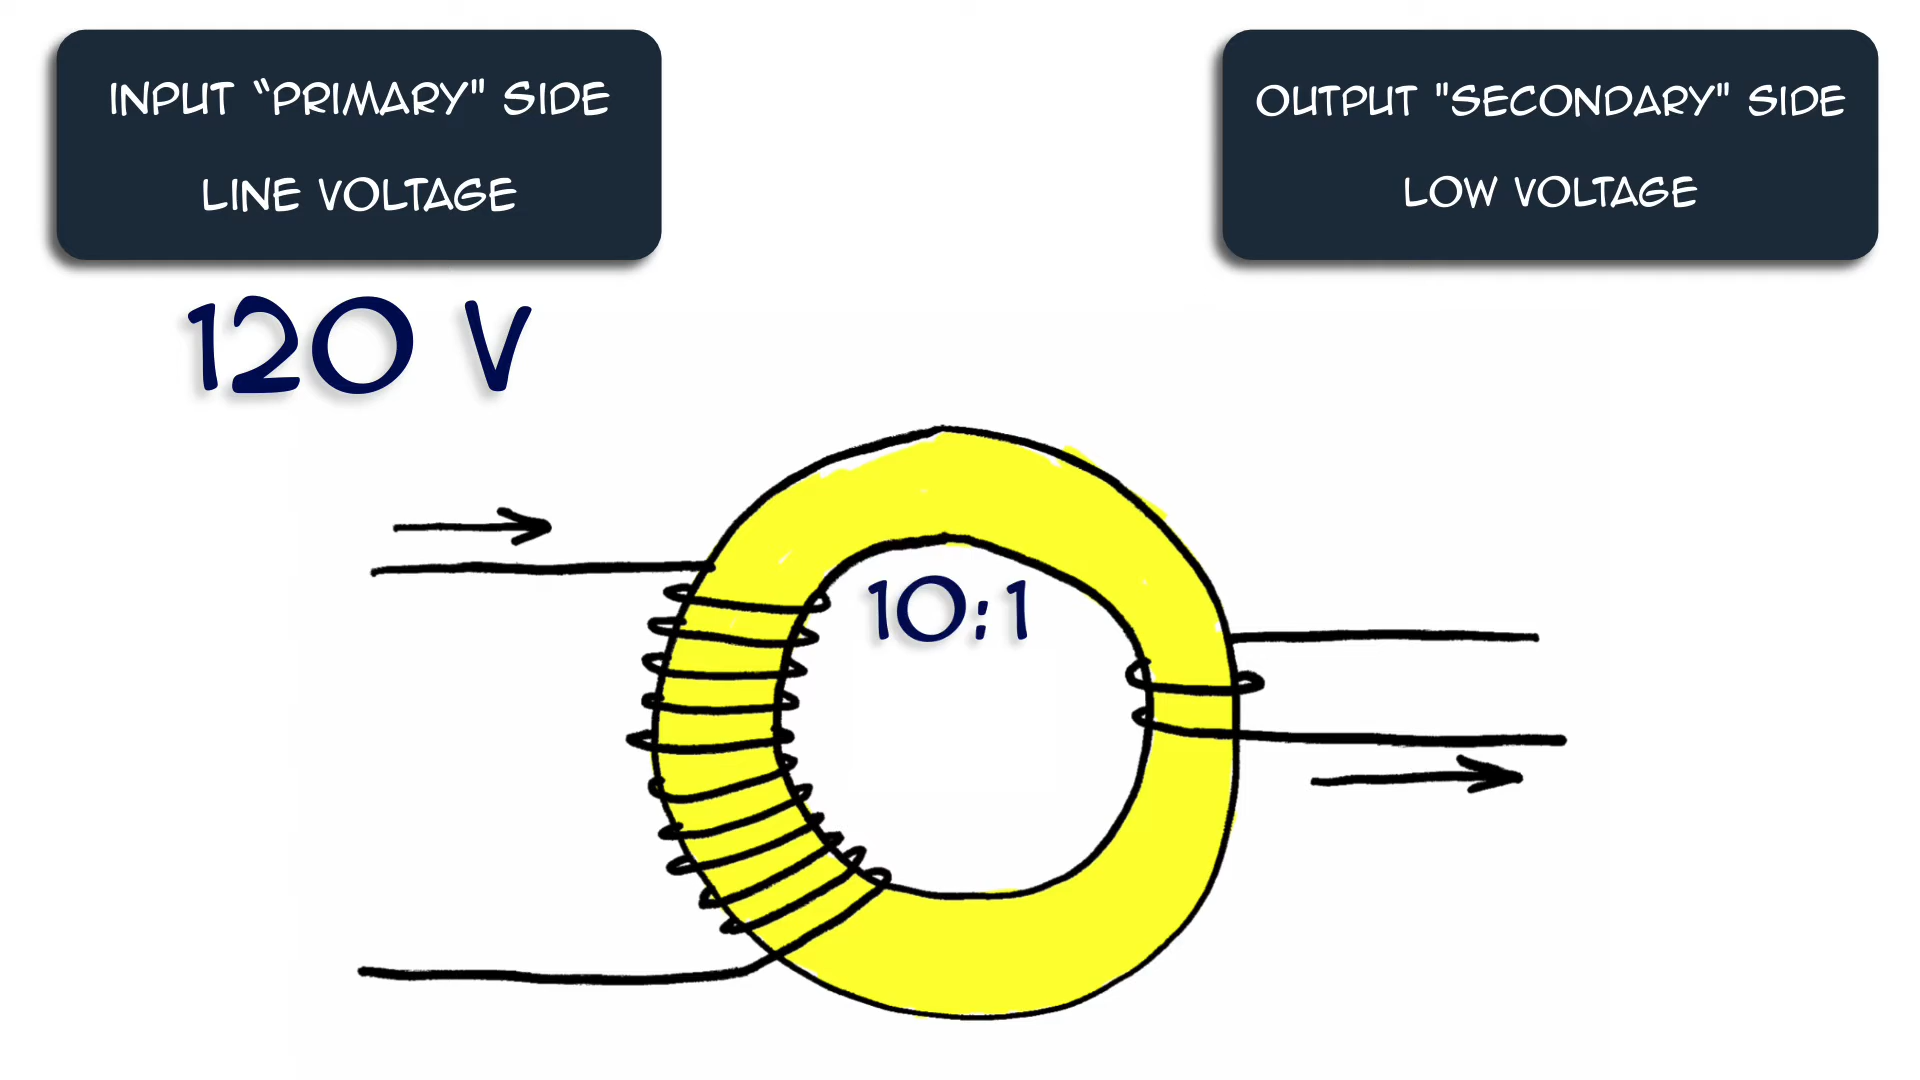 INPUT “PRIMARY" SIDE
LINE VOLTAGE
OUTPUT "SECONDARY" SIDE
LOW VOLTAGE
120 V
10:1